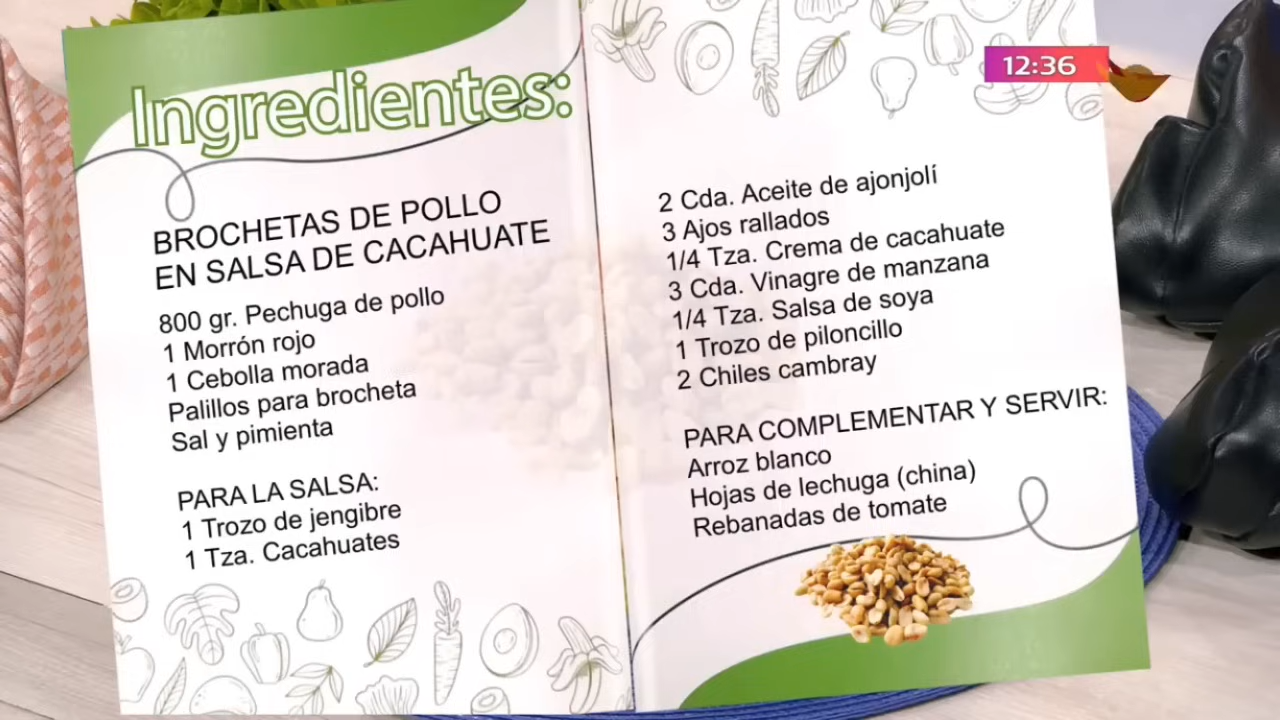 Ingredientes:
BROCHETAS DE POLLO
EN SALSA DE CACAHUATE
800 gr. Pechuga de pollo
1 Morrón rojo
1 Cebolla morada
Palillos para brocheta
Sal y pimienta
PARA LA SALSA:
1 Trozo de jengibre
1 Tza. Cacahuates
2 Cda. Aceite de ajonjolí
3 Ajos rallados
1/4 Tza. Crema de cacahuate
3 Cda. Vinagre de manzana
1/4 Tza. Salsa de soya
1 Trozo de piloncillo
2 Chiles cambray
PARA COMPLEMENTAR Y SERVIR:
Arroz blanco
Hojas de lechuga (china)
Rebanadas de tomate
12:36